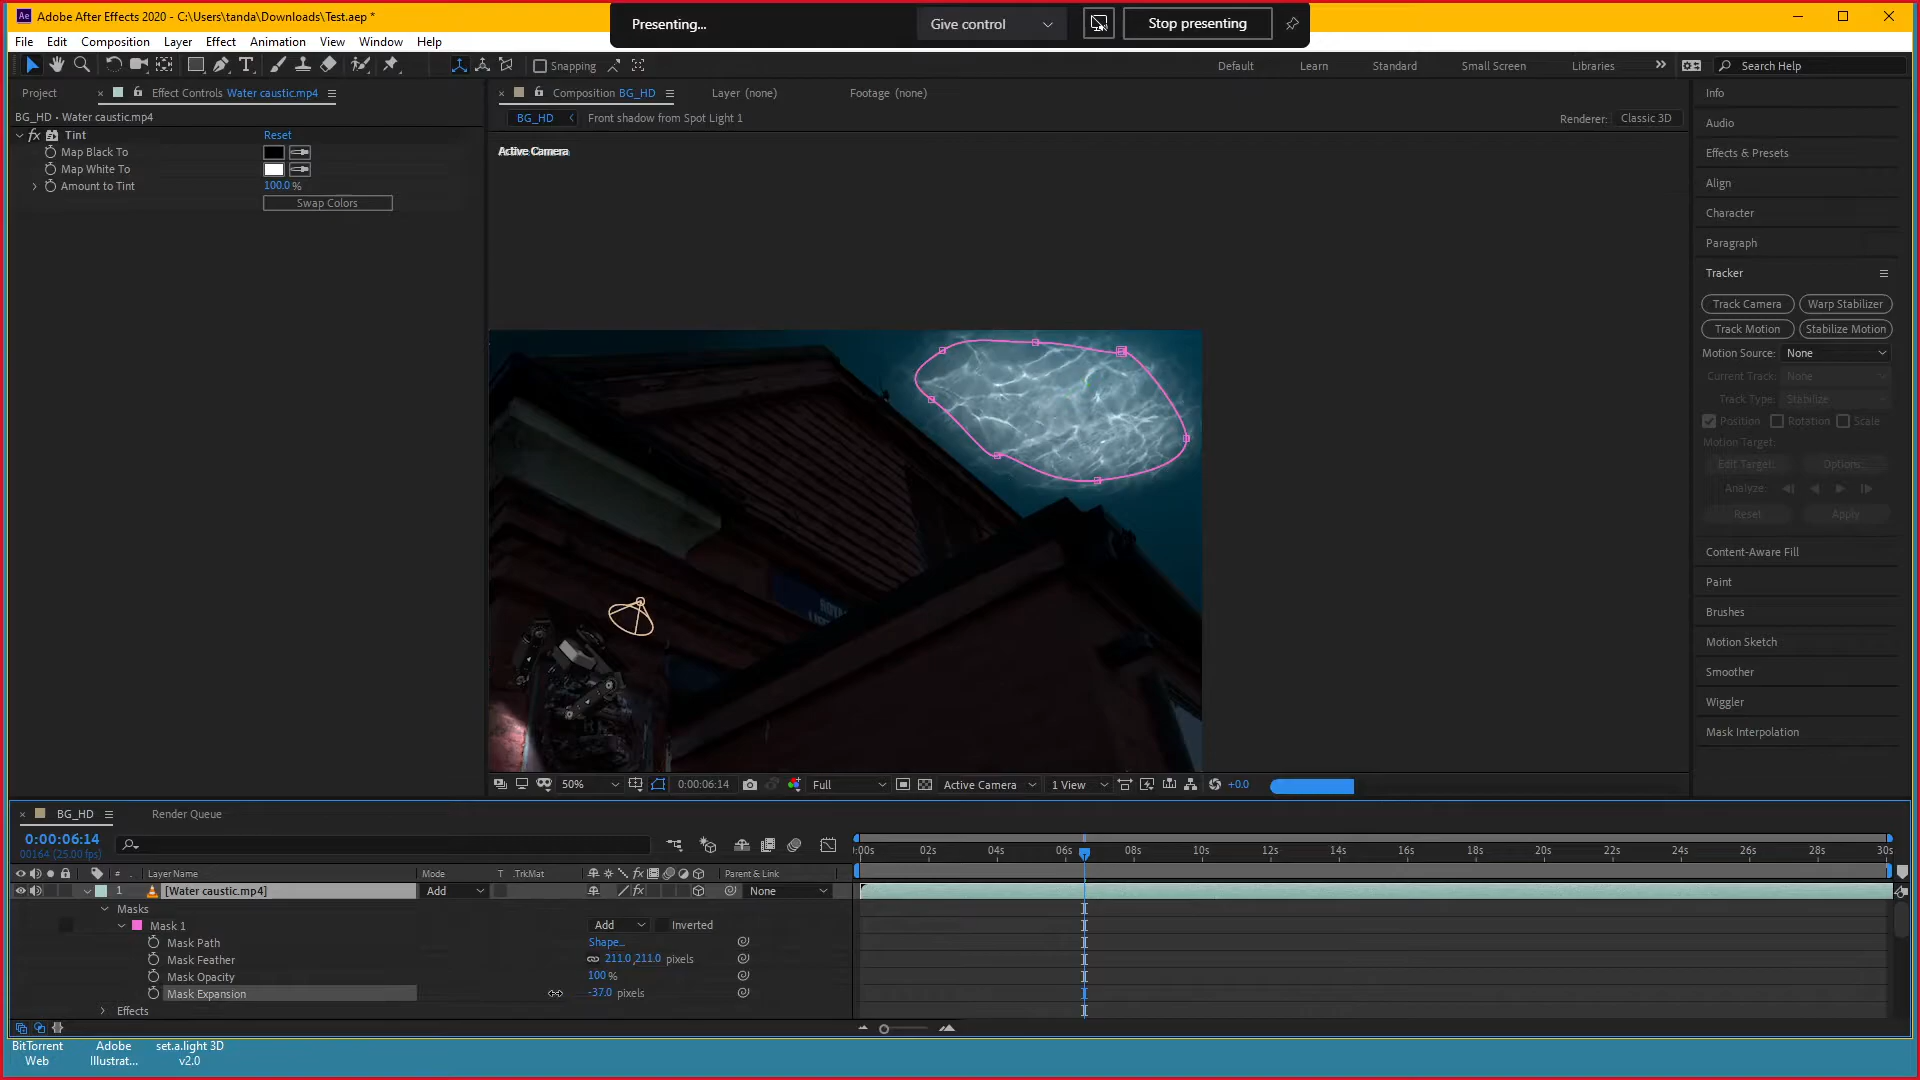 Adobe After Effects 2020 - C:\Users\tanda\Downloads\Test.aep *
Presenting...
Give control
Stop presenting
File Edit Composition Layer Effect Animation View Window Help
Snapping
Default Learn Standard Small Screen Libraries
Search Help
Project
Effect Controls Water caustic.mp4
BG_HD • Water caustic.mp4
fx Tint Reset
Map Black To
Map White To
Amount to Tint 100.0 %
Swap Colors
Composition BG_HD
Layer (none)
Footage (none)
BG_HD
Front shadow from Spot Light 1
Renderer: Classic 3D
Active Camera
Info
Audio
Effects & Presets
Align
Character
Paragraph
Tracker
Track Camera Warp Stabilizer
Track Motion Stabilize Motion
Motion Source: None
Current Track: None
Track Type: Stabilize
Position Rotation Scale
Motion Target:
Edit Target... Options...
Analyze:
Reset Apply
Content-Aware Fill
Paint
Brushes
Motion Sketch
Smoother
Wiggler
Mask Interpolation
50% 0:00:06:14 Full Active Camera 1 View +0.0
BG_HD
Render Queue
0:00:06:14
00164 (25.00 fps)
:00s 02s 04s 06s 08s 10s 12s 14s 16s 18s 20s 22s 24s 26s 28s 30s
# Layer Name Mode T .TrkMat Parent & Link
1 [Water caustic.mp4] Add None
Masks
Mask 1 Add Inverted
Mask Path Shape...
Mask Feather 211.0,211.0 pixels
Mask Opacity 100 %
Mask Expansion -37.0 pixels
Effects
BitTorrent Web
Adobe Illustrat...
set.a.light 3D v2.0